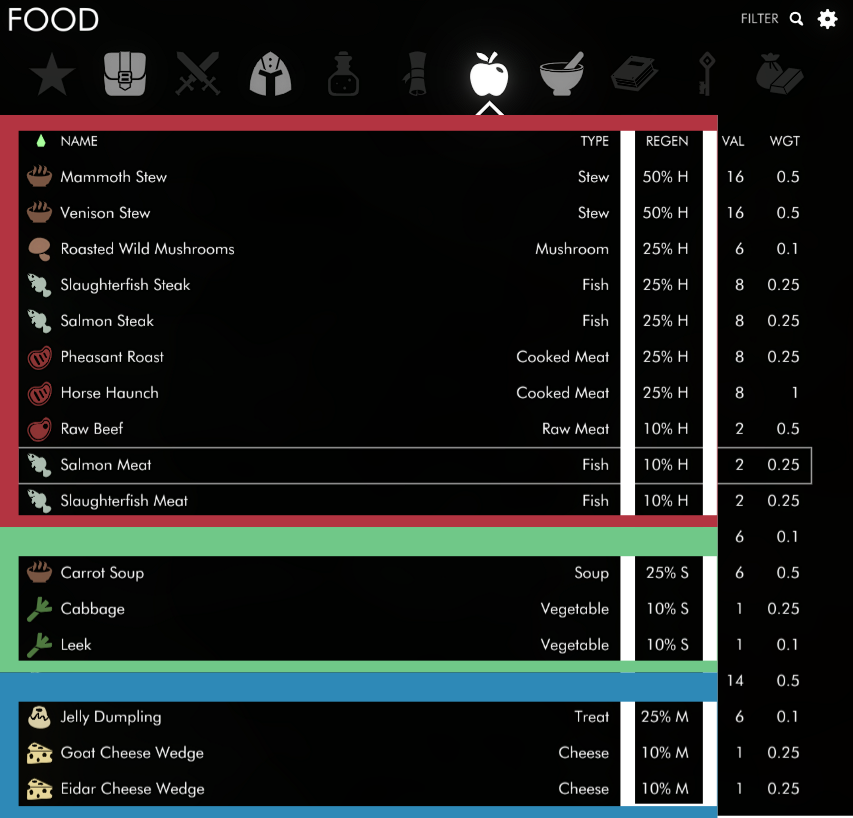 FOOD
FILTER
NAME TYPE REGEN VAL WGT
Mammoth Stew Stew 50% H 16 0.5
Venison Stew Stew 50% H 16 0.5
Roasted Wild Mushrooms Mushroom 25% H 6 0.1
Slaughterfish Steak Fish 25% H 8 0.25
Salmon Steak Fish 25% H 8 0.25
Pheasant Roast Cooked Meat 25% H 8 0.25
Horse Haunch Cooked Meat 25% H 8 1
Raw Beef Raw Meat 10% H 2 0.5
Salmon Meat Fish 10% H 2 0.25
Slaughterfish Meat Fish 10% H 2 0.25
6 0.1
Carrot Soup Soup 25% S 6 0.5
Cabbage Vegetable 10% S 1 0.25
Leek Vegetable 10% S 1 0.1
14 0.5
Jelly Dumpling Treat 25% M 6 0.1
Goat Cheese Wedge Cheese 10% M 1 0.25
Eidar Cheese Wedge Cheese 10% M 1 0.25